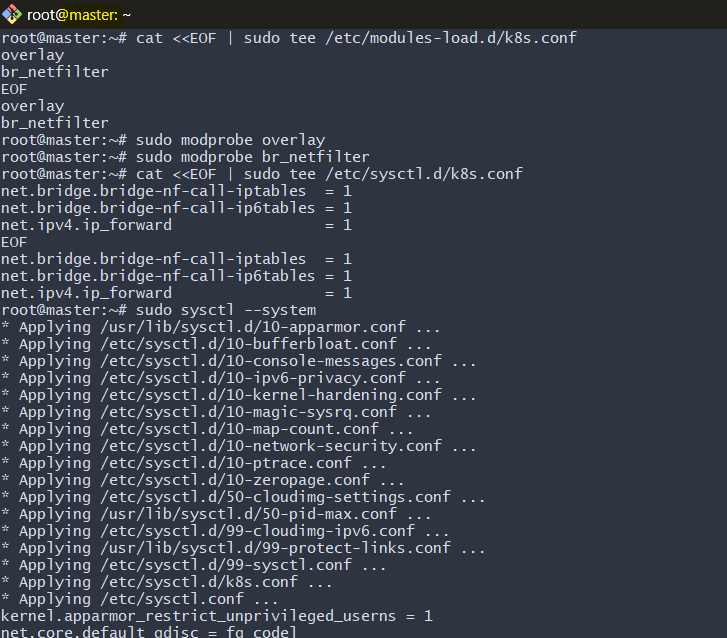 root@master: ~
root@master:~# cat <<EOF | sudo tee /etc/modules-load.d/k8s.conf
overlay
br_netfilter
EOF
overlay
br_netfilter
root@master:~# sudo modprobe overlay
root@master:~# sudo modprobe br_netfilter
root@master:~# cat <<EOF | sudo tee /etc/sysctl.d/k8s.conf
net.bridge.bridge-nf-call-iptables  = 1
net.bridge.bridge-nf-call-ip6tables = 1
net.ipv4.ip_forward                 = 1
EOF
net.bridge.bridge-nf-call-iptables  = 1
net.bridge.bridge-nf-call-ip6tables = 1
net.ipv4.ip_forward                 = 1
root@master:~# sudo sysctl --system
* Applying /usr/lib/sysctl.d/10-apparmor.conf ...
* Applying /etc/sysctl.d/10-bufferbloat.conf ...
* Applying /etc/sysctl.d/10-console-messages.conf ...
* Applying /etc/sysctl.d/10-ipv6-privacy.conf ...
* Applying /etc/sysctl.d/10-kernel-hardening.conf ...
* Applying /etc/sysctl.d/10-magic-sysrq.conf ...
* Applying /etc/sysctl.d/10-map-count.conf ...
* Applying /etc/sysctl.d/10-network-security.conf ...
* Applying /etc/sysctl.d/10-ptrace.conf ...
* Applying /etc/sysctl.d/10-zeropage.conf ...
* Applying /etc/sysctl.d/50-cloudimg-settings.conf ...
* Applying /usr/lib/sysctl.d/50-pid-max.conf ...
* Applying /etc/sysctl.d/99-cloudimg-ipv6.conf ...
* Applying /usr/lib/sysctl.d/99-protect-links.conf ...
* Applying /etc/sysctl.d/99-sysctl.conf ...
* Applying /etc/sysctl.d/k8s.conf ...
* Applying /etc/sysctl.conf ...
kernel.apparmor_restrict_unprivileged_userns = 1
net.core.default_qdisc = fq_codel